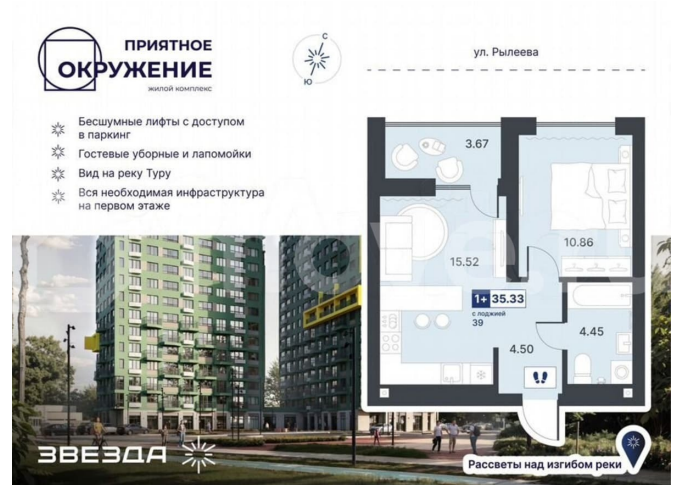 ПРИЯТНОЕ
ОКРУЖЕНИЕ
ЖИЛОЙ КОМПЛЕКС
С
Ю
ул. Рылеева
Бесшумные лифты с доступом
в паркинг
Гостевые уборные и лапомойки
Вид на реку Туру
Вся необходимая инфраструктура
на первом этаже
3.67
15.52
10.86
1+ 35.33
с лоджией
39
4.50
4.45
ЗВЕЗДА
Рассветы над изгибом реки